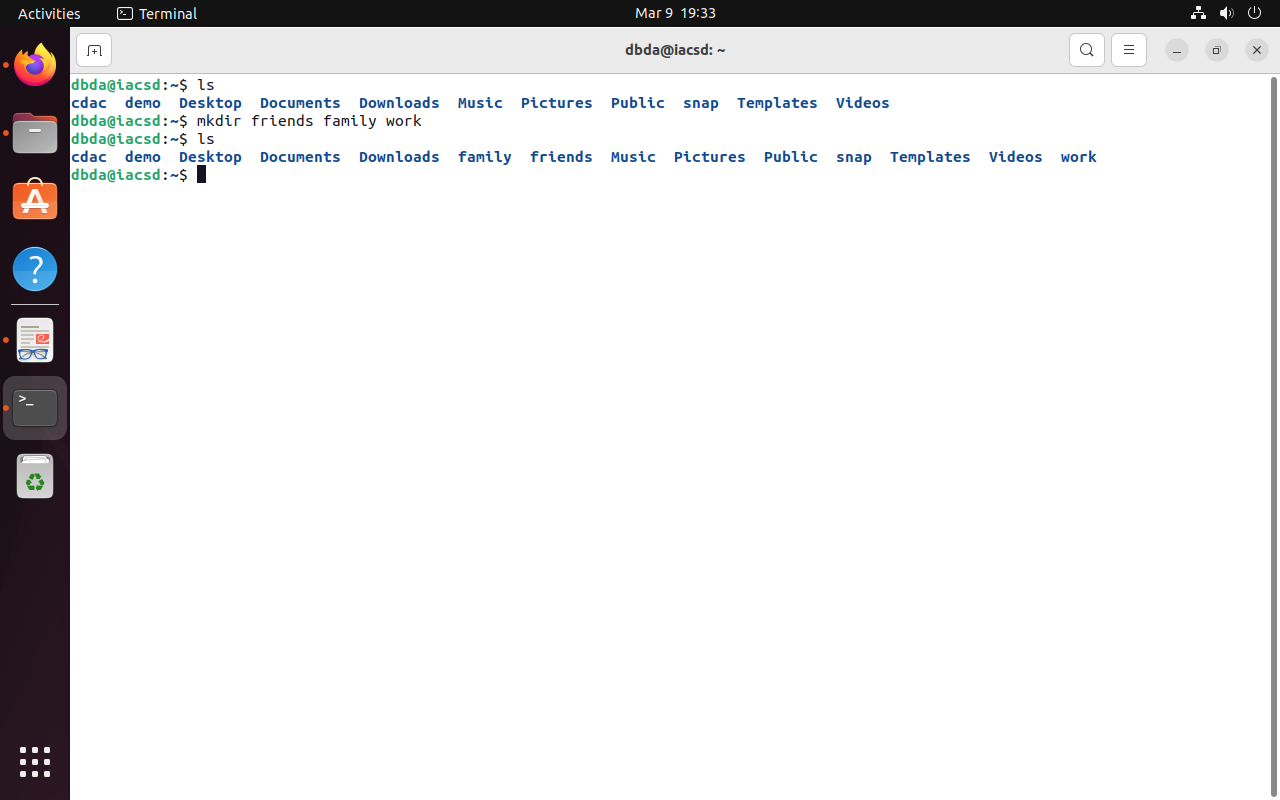 Activities
Terminal
Mar 9 19:33
dbda@iacsd: ~
dbda@iacsd:~$ ls
cdac demo Desktop Documents Downloads Music Pictures Public snap Templates Videos
dbda@iacsd:~$ mkdir friends family work
dbda@iacsd:~$ ls
cdac demo Desktop Documents Downloads family friends Music Pictures Public snap Templates Videos work
dbda@iacsd:~$